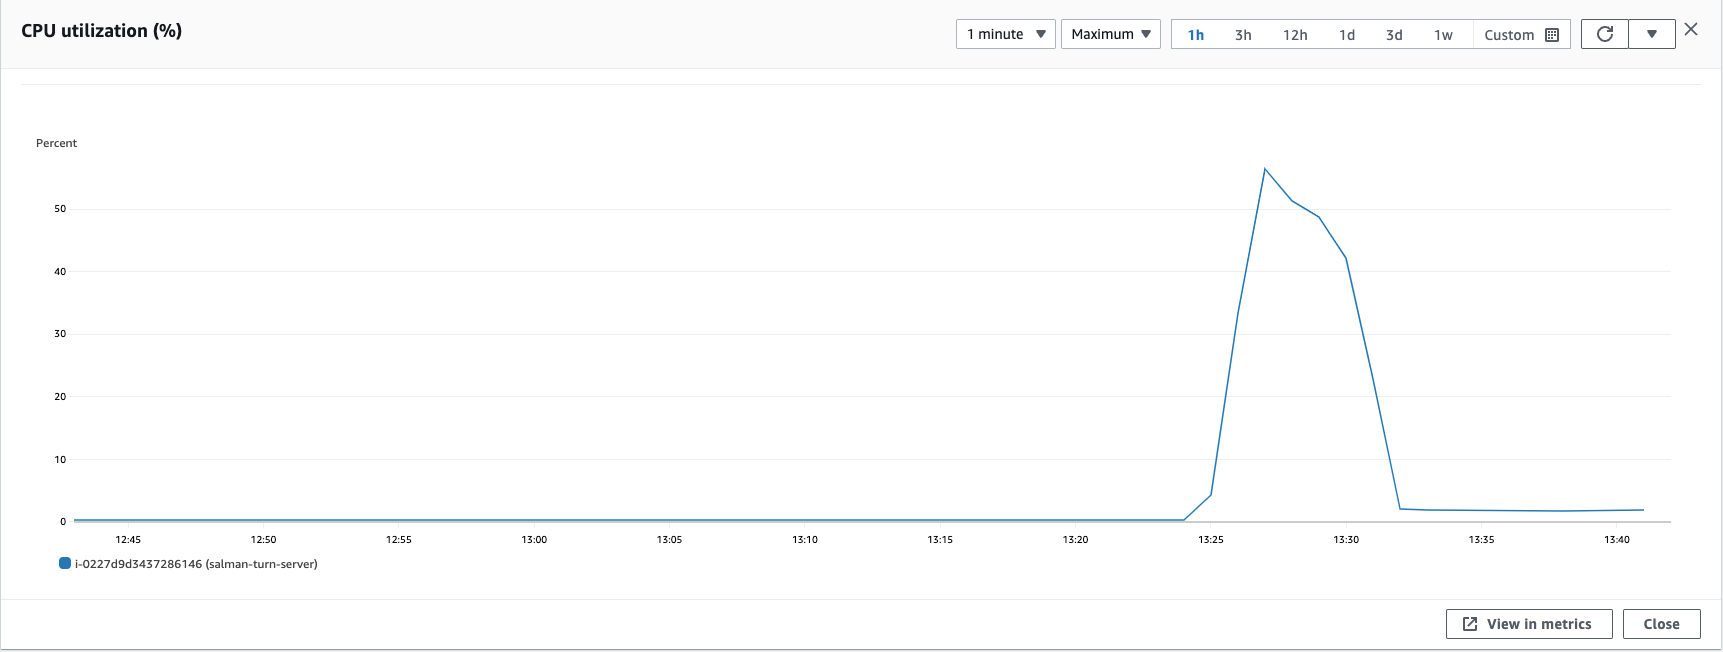 CPU utilization (%)
1 minute Maximum 1h 3h 12h 1d 3d 1w Custom
Percent
50
40
30
20
10
0
12:45 12:50 12:55 13:00 13:05 13:10 13:15 13:20 13:25 13:30 13:35 13:40
i-0227d9d3437286146 (salman-turn-server)
View in metrics Close